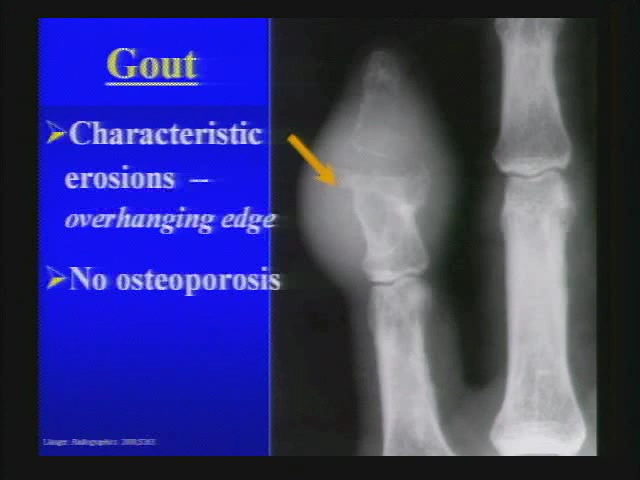 Gout
➢Characteristic
erosions –
overhanging edge
➢No osteoporosis